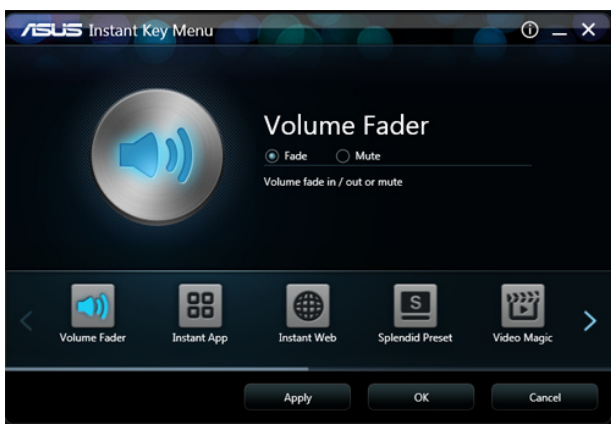 ASUS Instant Key Menu
Volume Fader
Fade Mute
Volume fade in / out or mute
S
Volume Fader Instant App Instant Web Splendid Preset Video Magic
Apply OK Cancel